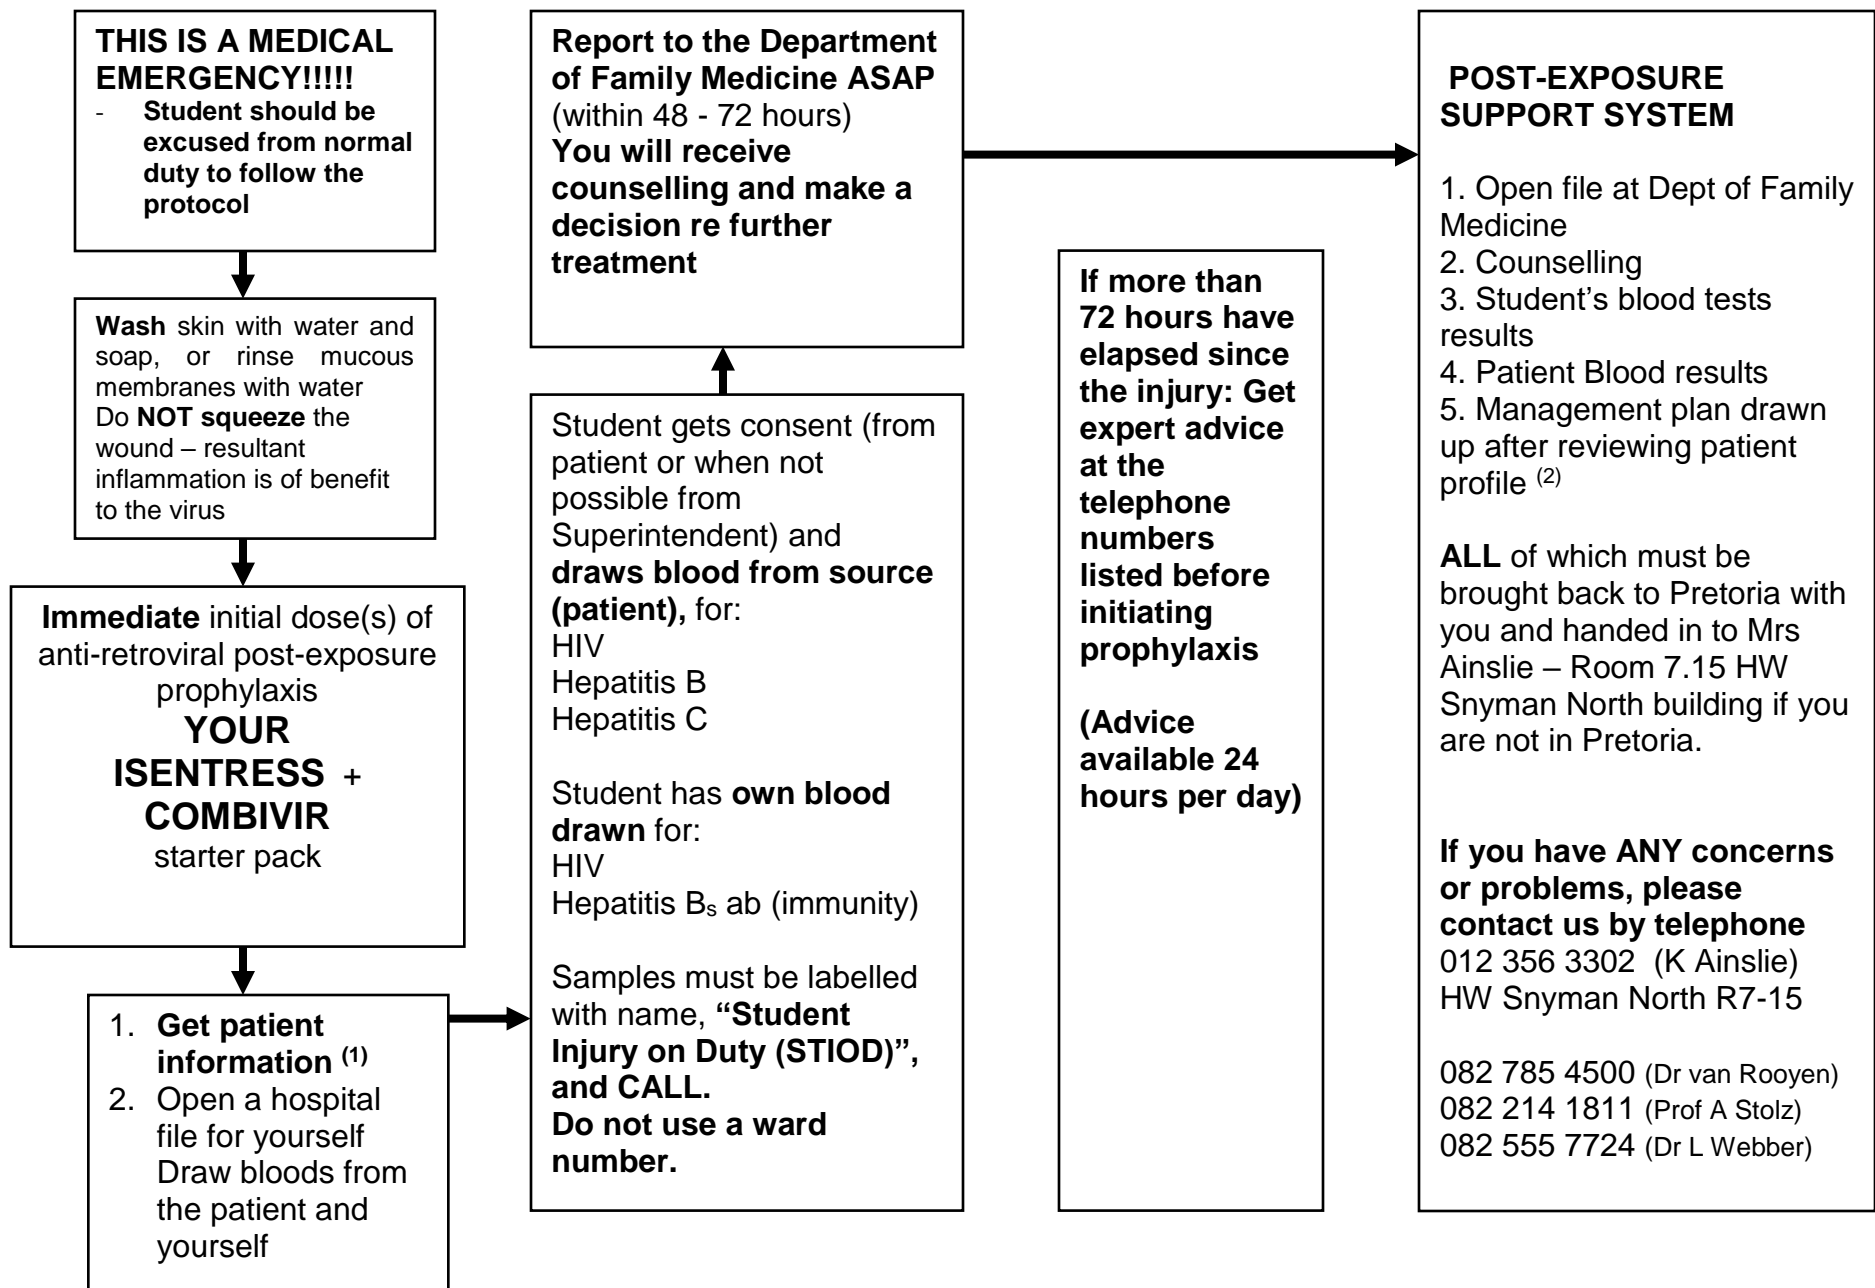 THIS IS A MEDICAL
EMERGENCY!!!!!
- Student should be
excused from normal
duty to follow the
protocol
Wash skin with water and
soap, or rinse mucous
membranes with water
Do NOT squeeze the
wound – resultant
inflammation is of benefit
to the virus
Immediate initial dose(s) of
anti-retroviral post-exposure
prophylaxis
YOUR
ISENTRESS +
COMBIVIR
starter pack
1. Get patient
information (1)
2. Open a hospital
file for yourself
Draw bloods from
the patient and
yourself
Student gets consent (from
patient or when not
possible from
Superintendent) and
draws blood from source
(patient), for:
HIV
Hepatitis B
Hepatitis C
Student has own blood
drawn for:
HIV
Hepatitis Bs ab (immunity)
Samples must be labelled
with name, “Student
Injury on Duty (STIOD)”,
and CALL.
Do not use a ward
number.
Report to the Department
of Family Medicine ASAP
(within 48 - 72 hours)
You will receive
counselling and make a
decision re further
treatment
If more than
72 hours have
elapsed since
the injury: Get
expert advice
at the
telephone
numbers
listed before
initiating
prophylaxis
(Advice
available 24
hours per day)
POST-EXPOSURE
SUPPORT SYSTEM
1. Open file at Dept of Family
Medicine
2. Counselling
3. Student’s blood tests
results
4. Patient Blood results
5. Management plan drawn
up after reviewing patient
profile (2)
ALL of which must be
brought back to Pretoria with
you and handed in to Mrs
Ainslie – Room 7.15 HW
Snyman North building if you
are not in Pretoria.
If you have ANY concerns
or problems, please
contact us by telephone
012 356 3302 (K Ainslie)
HW Snyman North R7-15
082 785 4500 (Dr van Rooyen)
082 214 1811 (Prof A Stolz)
082 555 7724 (Dr L Webber)